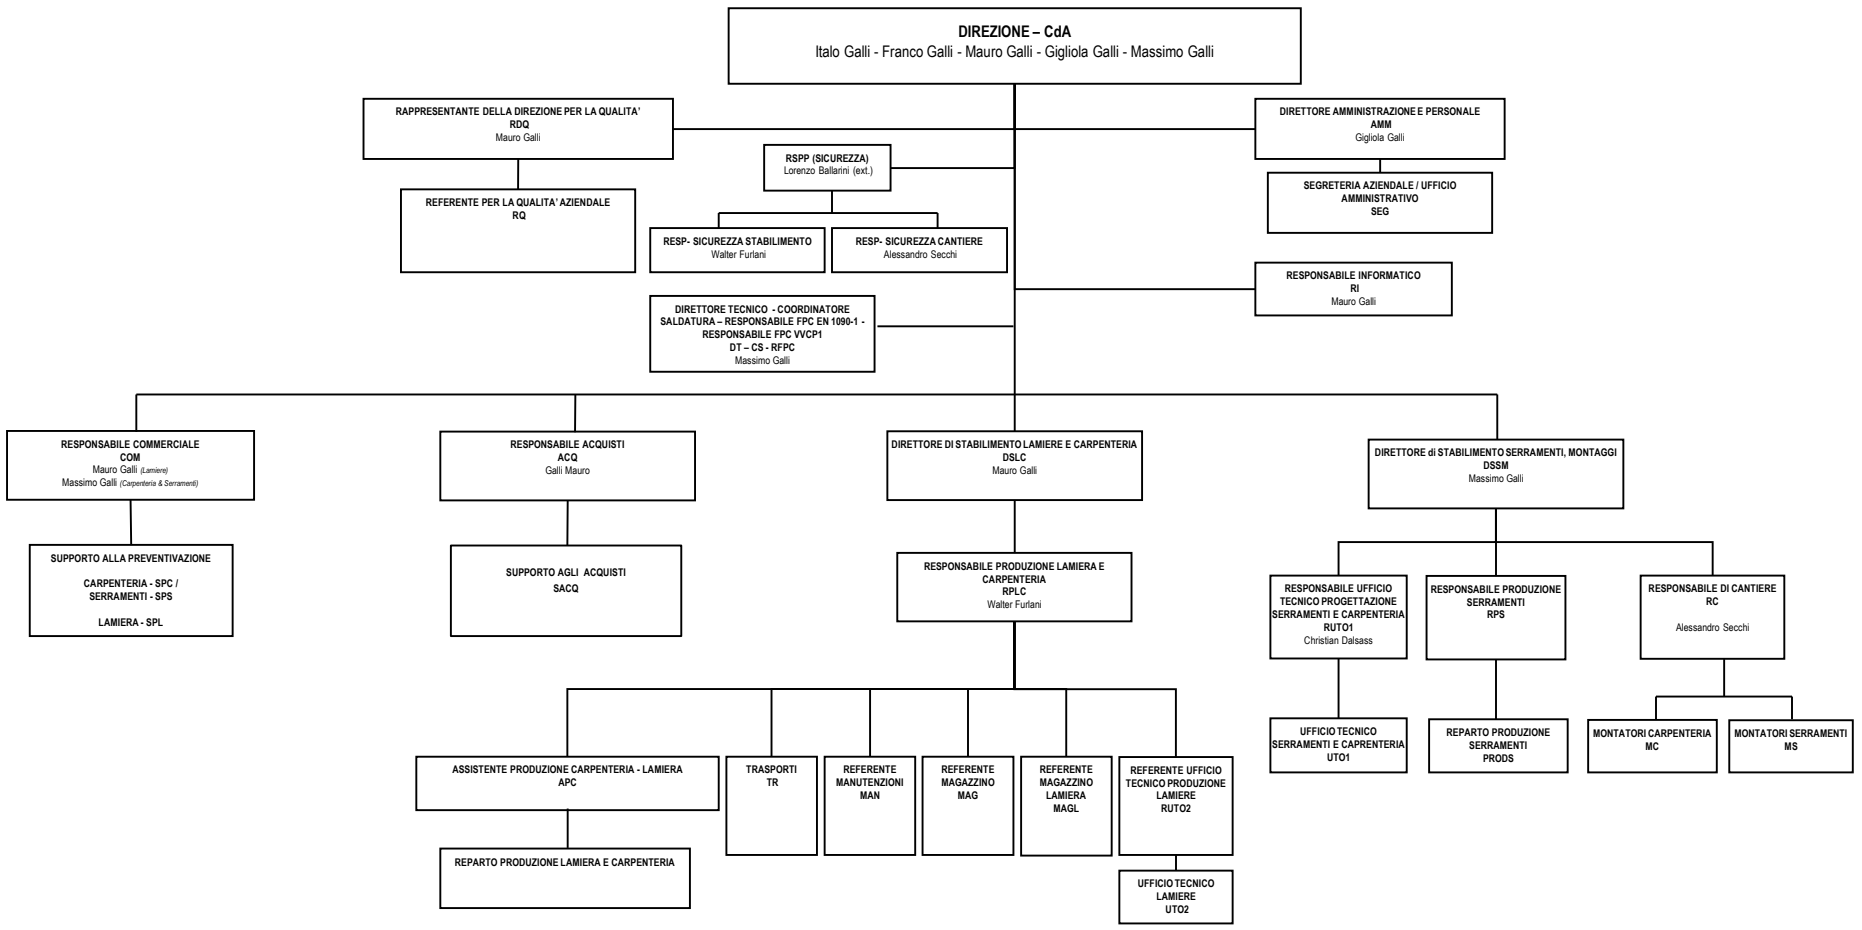 DIREZIONE – CdA
Italo Galli - Franco Galli - Mauro Galli - Gigliola Galli - Massimo Galli
RAPPRESENTANTE DELLA DIREZIONE PER LA QUALITA'
RDQ
Mauro Galli
DIRETTORE AMMINISTRAZIONE E PERSONALE
AMM
Gigliola Galli
RSPP (SICUREZZA)
Lorenzo Ballarini (ext.)
REFERENTE PER LA QUALITA' AZIENDALE
RQ
SEGRETERIA AZIENDALE / UFFICIO
AMMINISTRATIVO
SEG
RESP- SICUREZZA STABILIMENTO
Walter Furlani
RESP- SICUREZZA CANTIERE
Alessandro Secchi
RESPONSABILE INFORMATICO
RI
Mauro Galli
DIRETTORE TECNICO - COORDINATORE
SALDATURA – RESPONSABILE FPC EN 1090-1 -
RESPONSABILE FPC VVCP1
DT – CS - RFPC
Massimo Galli
RESPONSABILE COMMERCIALE
COM
Mauro Galli (Lamiere)
Massimo Galli (Carpenteria & Serramenti)
RESPONSABILE ACQUISTI
ACQ
Galli Mauro
DIRETTORE DI STABILIMENTO LAMIERE E CARPENTERIA
DSLC
Mauro Galli
DIRETTORE di STABILIMENTO SERRAMENTI, MONTAGGI
DSSM
Massimo Galli
SUPPORTO ALLA PREVENTIVAZIONE
CARPENTERIA - SPC /
SERRAMENTI - SPS
LAMIERA - SPL
SUPPORTO AGLI ACQUISTI
SACQ
RESPONSABILE PRODUZIONE LAMIERA E
CARPENTERIA
RPLC
Walter Furlani
RESPONSABILE UFFICIO
TECNICO PROGETTAZIONE
SERRAMENTI E CARPENTERIA
RUTO1
Christian Dalsass
RESPONSABILE PRODUZIONE
SERRAMENTI
RPS
RESPONSABILE DI CANTIERE
RC
Alessandro Secchi
UFFICIO TECNICO
SERRAMENTI E CAPRENTERIA
UTO1
REPARTO PRODUZIONE
SERRAMENTI
PRODS
MONTATORI CARPENTERIA
MC
MONTATORI SERRAMENTI
MS
ASSISTENTE PRODUZIONE CARPENTERIA - LAMIERA
APC
TRASPORTI
TR
REFERENTE
MANUTENZIONI
MAN
REFERENTE
MAGAZZINO
MAG
REFERENTE
MAGAZZINO
LAMIERA
MAGL
REFERENTE UFFICIO
TECNICO PRODUZIONE
LAMIERE
RUTO2
REPARTO PRODUZIONE LAMIERA E CARPENTERIA
UFFICIO TECNICO
LAMIERE
UTO2